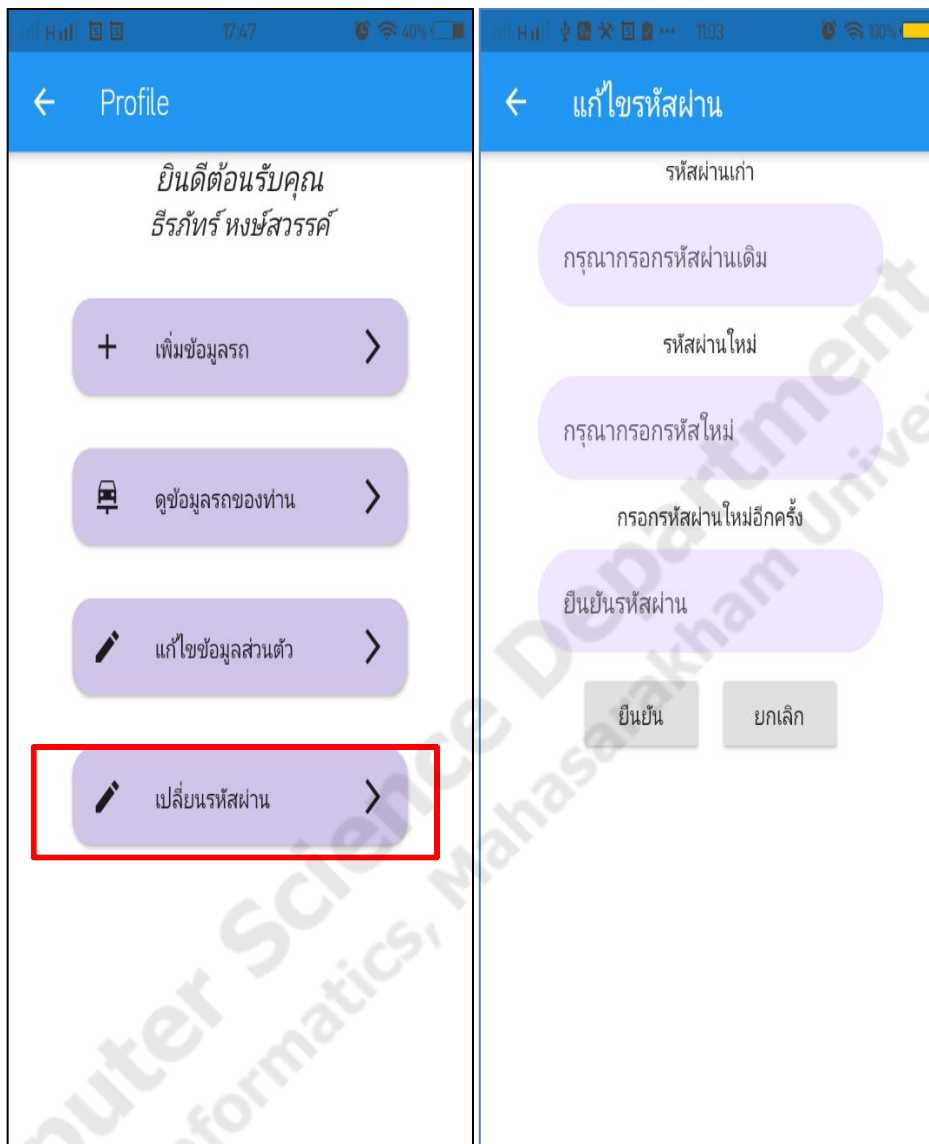 17:47
40%
Profile
ยินดีต้อนรับคุณ
ธีรภัทร์ หงษ์สวรรค์
เพิ่มข้อมูลรถ
ดูข้อมูลรถของท่าน
แก้ไขข้อมูลส่วนตัว
เปลี่ยนรหัสผ่าน
11:03
100%
แก้ไขรหัสผ่าน
รหัสผ่านเก่า
กรุณากรอกรหัสผ่านเดิม
รหัสผ่านใหม่
กรุณากรอกรหัสใหม่
กรอกรหัสผ่านใหม่อีกครั้ง
ยืนยันรหัสผ่าน
ยืนยัน ยกเลิก
puter Science Department
formatics, Mahasarakham Univer